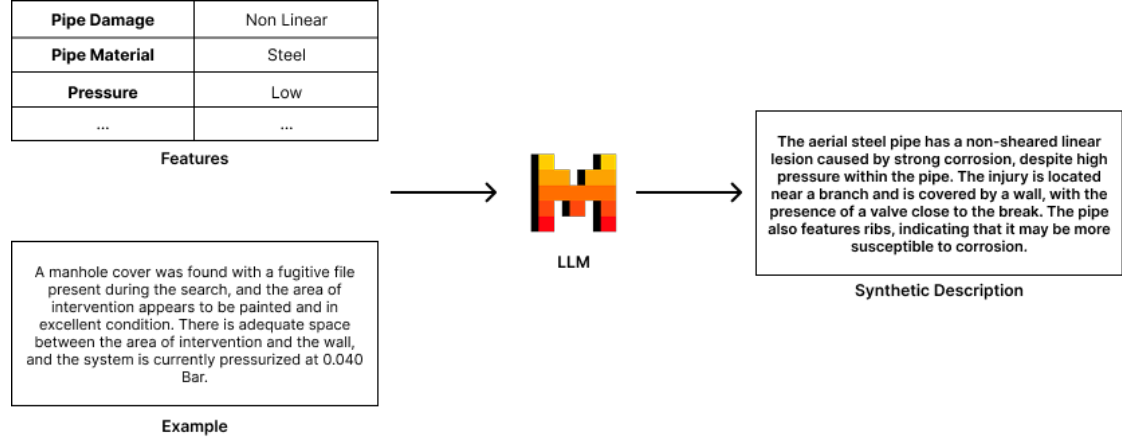 Pipe Damage Non Linear
Pipe Material Steel
Pressure Low
... ...
Features
A manhole cover was found with a fugitive file
present during the search, and the area of
intervention appears to be painted and in
excellent condition. There is adequate space
between the area of intervention and the wall,
and the system is currently pressurized at 0.040
Bar.
Example
LLM
The aerial steel pipe has a non-sheared linear
lesion caused by strong corrosion, despite high
pressure within the pipe. The injury is located
near a branch and is covered by a wall, with the
presence of a valve close to the break. The pipe
also features ribs, indicating that it may be more
susceptible to corrosion.
Synthetic Description